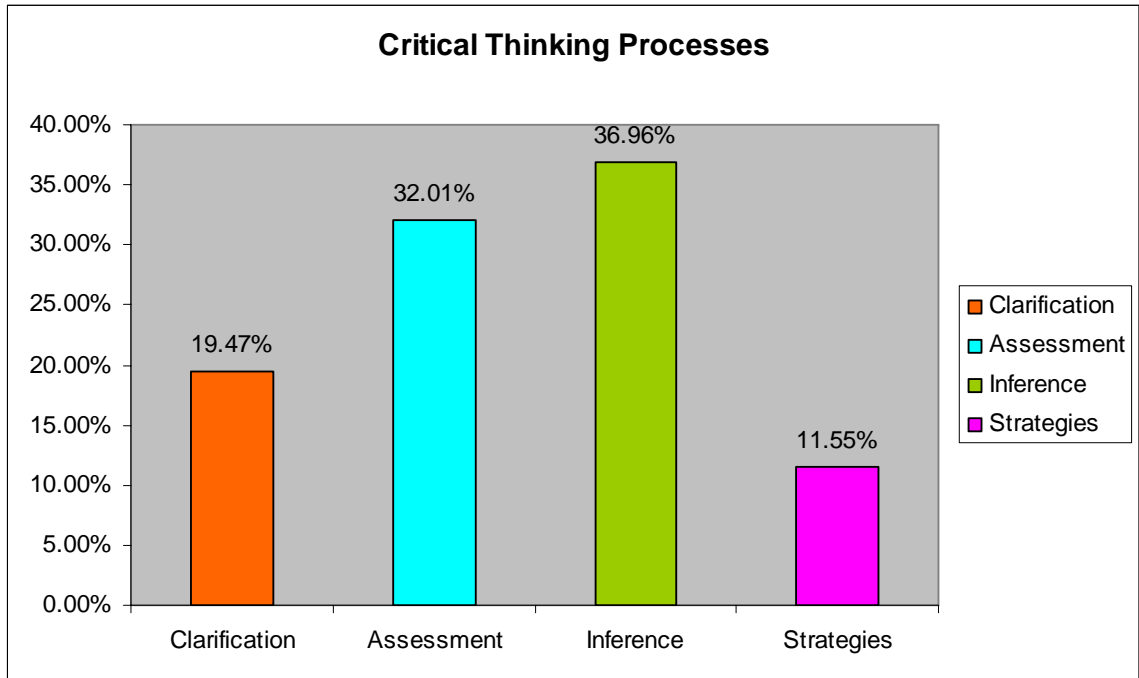 Critical Thinking Processes
40.00%
35.00%
30.00%
25.00%
20.00%
15.00%
10.00%
5.00%
0.00%
19.47%
32.01%
36.96%
11.55%
Clarification
Assessment
Inference
Strategies
Clarification
Assessment
Inference
Strategies